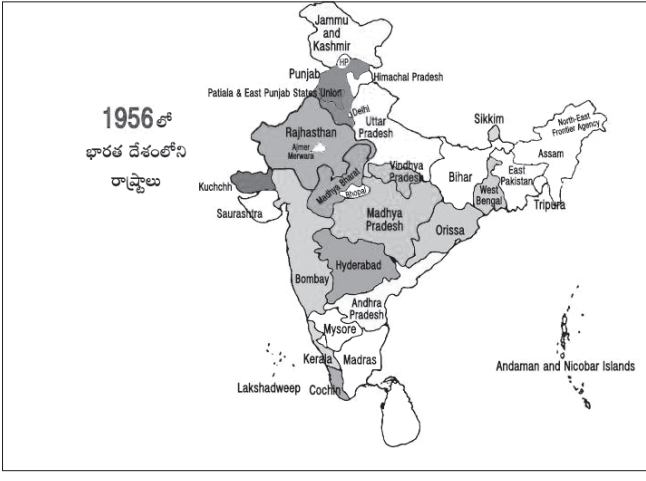 1956 లో
భారత దేశంలోని
రాష్ట్రాలు
Jammu
and
Kashmir
HP
Punjab
Himachal Pradesh
Patiala & East Punjab States Union
Delhi
Uttar
Pradesh
Rajhasthan
Ajmer
Merwara
Sikkim
North-East
Frontier Agency
Assam
East
Pakistan
Bihar
West
Bengal
Tripura
Vindhya
Pradesh
Madhya Bharat
Bhopal
Kuchchh
Saurashtra
Madhya
Pradesh
Orissa
Hyderabad
Bombay
Andhra
Pradesh
Mysore
Kerala
Madras
Lakshadweep
Cochin
Andaman and Nicobar Islands